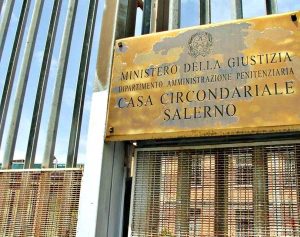 MINISTERO DELLA GIUSTIZIA
DIPARTIMENTO AMMINISTRAZIONE PENITENZIARIA
CASA CIRCONDARIALE
SALERNO